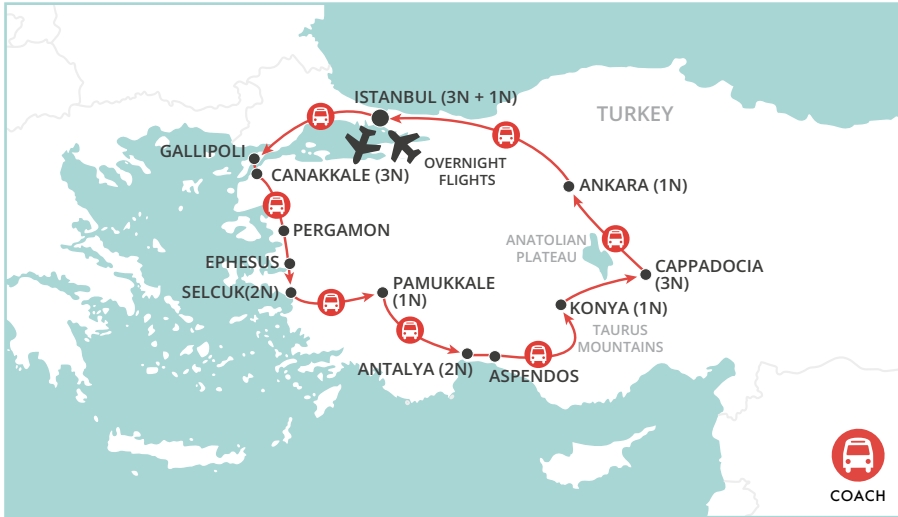 ISTANBUL (3N + 1N)
TURKEY
GALLIPOLI
CANAKKALE (3N)
OVERNIGHT
FLIGHTS
ANKARA (1N)
PERGAMON
ANATOLIAN
PLATEAU
EPHESUS
CAPPADOCIA
(3N)
SELCUK(2N)
PAMUKKALE
(1N)
KONYA (1N)
TAURUS
MOUNTAINS
ANTALYA (2N)
ASPENDOS
COACH